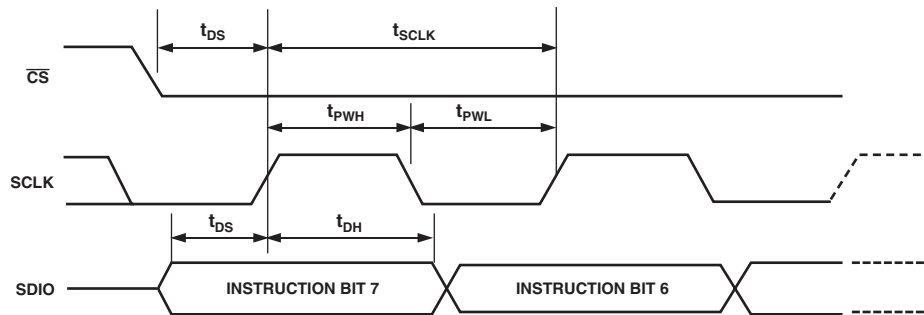 tDS tSCLK
CS
tPWH tPWL
SCLK
tDS tDH
SDIO INSTRUCTION BIT 7 INSTRUCTION BIT 6